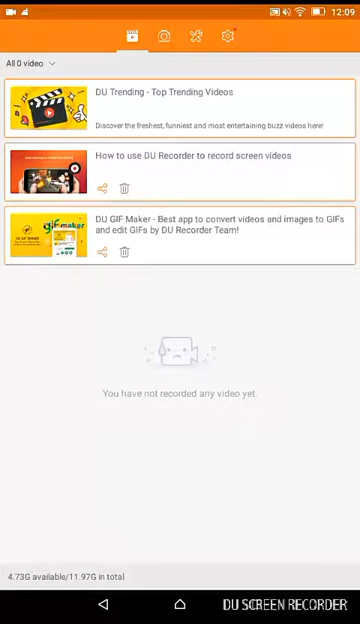 12:09
All 0 video
DU Trending - Top Trending Videos
Discover the freshest, funniest and most entertaining buzz videos here!
How to use DU Recorder to record screen videos
gif maker
DU GIF Maker - Best app to convert videos and images to GIFs
and edit GIFs by DU Recorder Team!
You have not recorded any video yet.
4.73G available/11.97G in total
DU SCREEN RECORDER